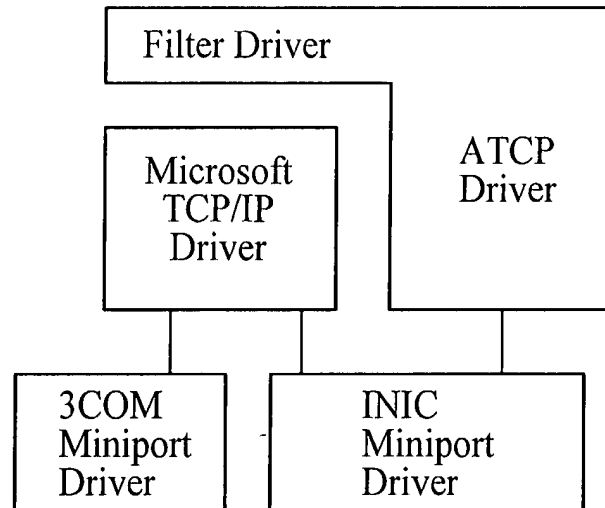 Filter Driver
ATCP
Driver
Microsoft
TCP/IP
Driver
3COM
Miniport
Driver
INIC
Miniport
Driver